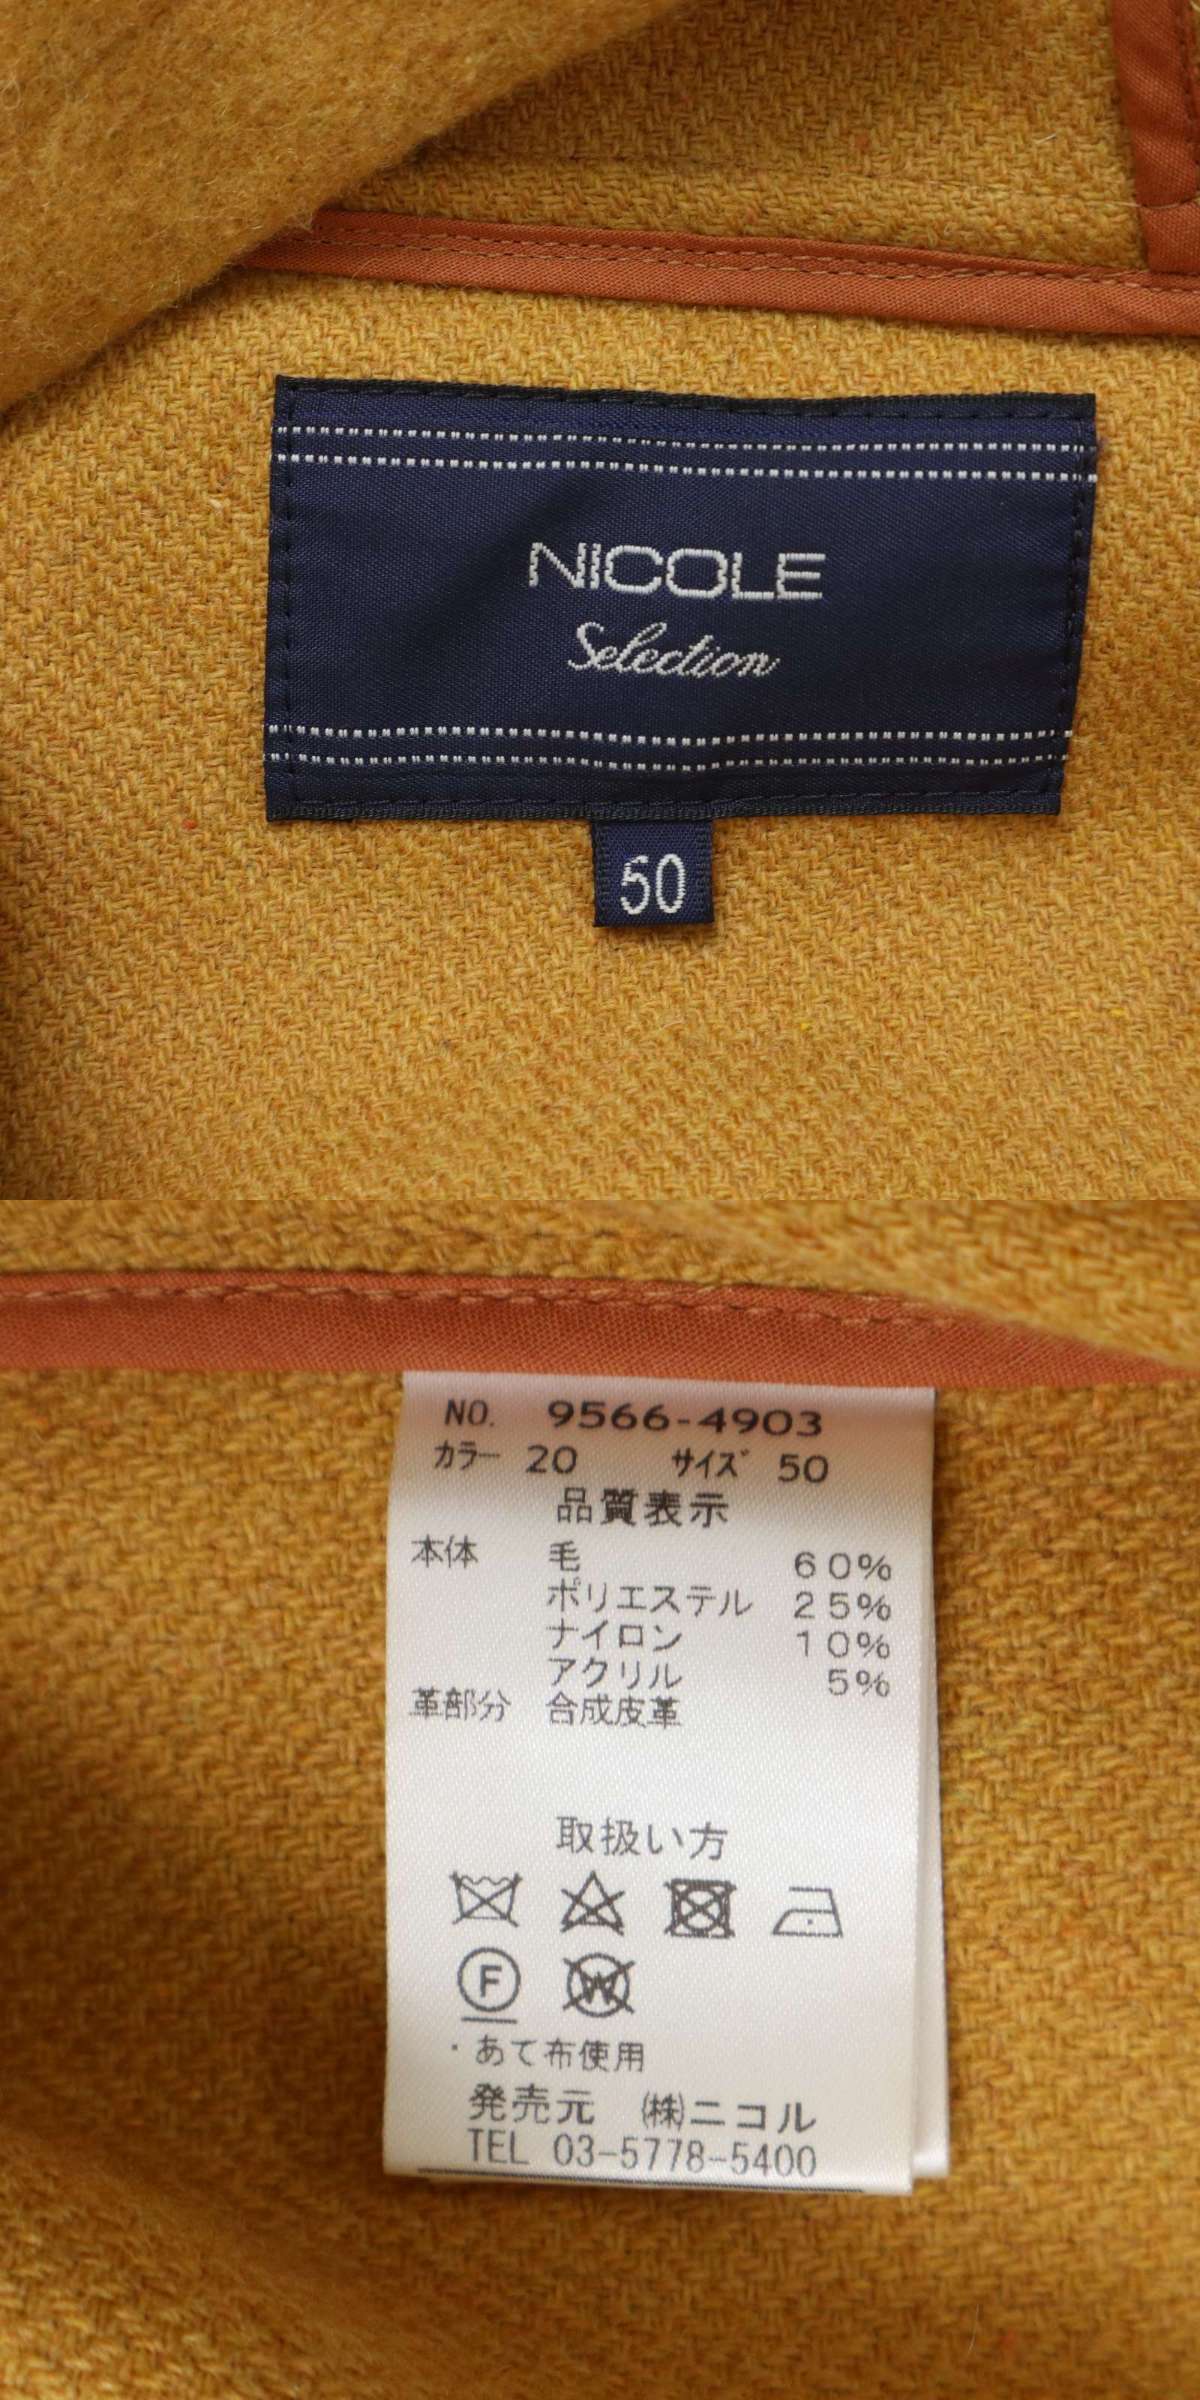 NICOLE
Selection
50
NO. 9566-4903
カラー 20 サイズ 50
品質表示
本体 毛 60%
ポリエステル 25%
ナイロン 10%
アクリル 5%
革部分 合成皮革
取扱い方
F W
・あて布使用
発売元 ㈱ニコル
TEL 03-5778-5400